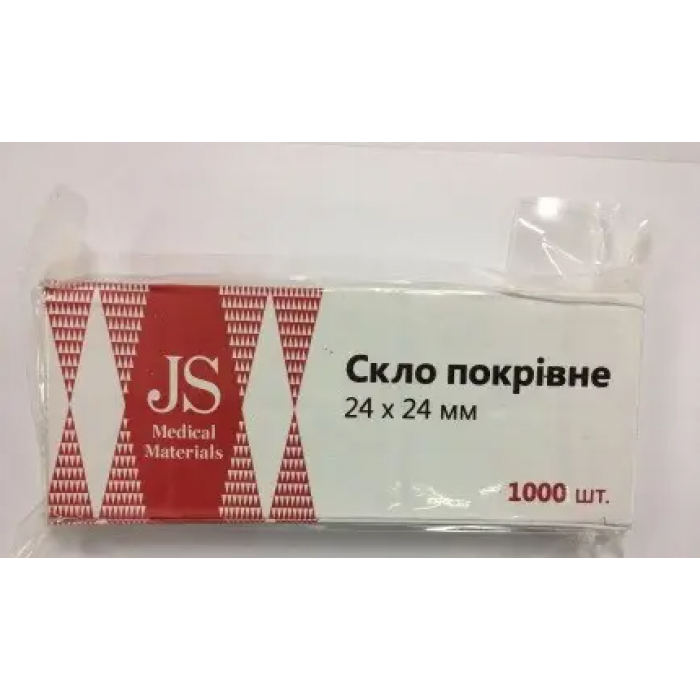 JS
Medical
Materials
Скло покрівне
24 x 24 мм
1000 шт.